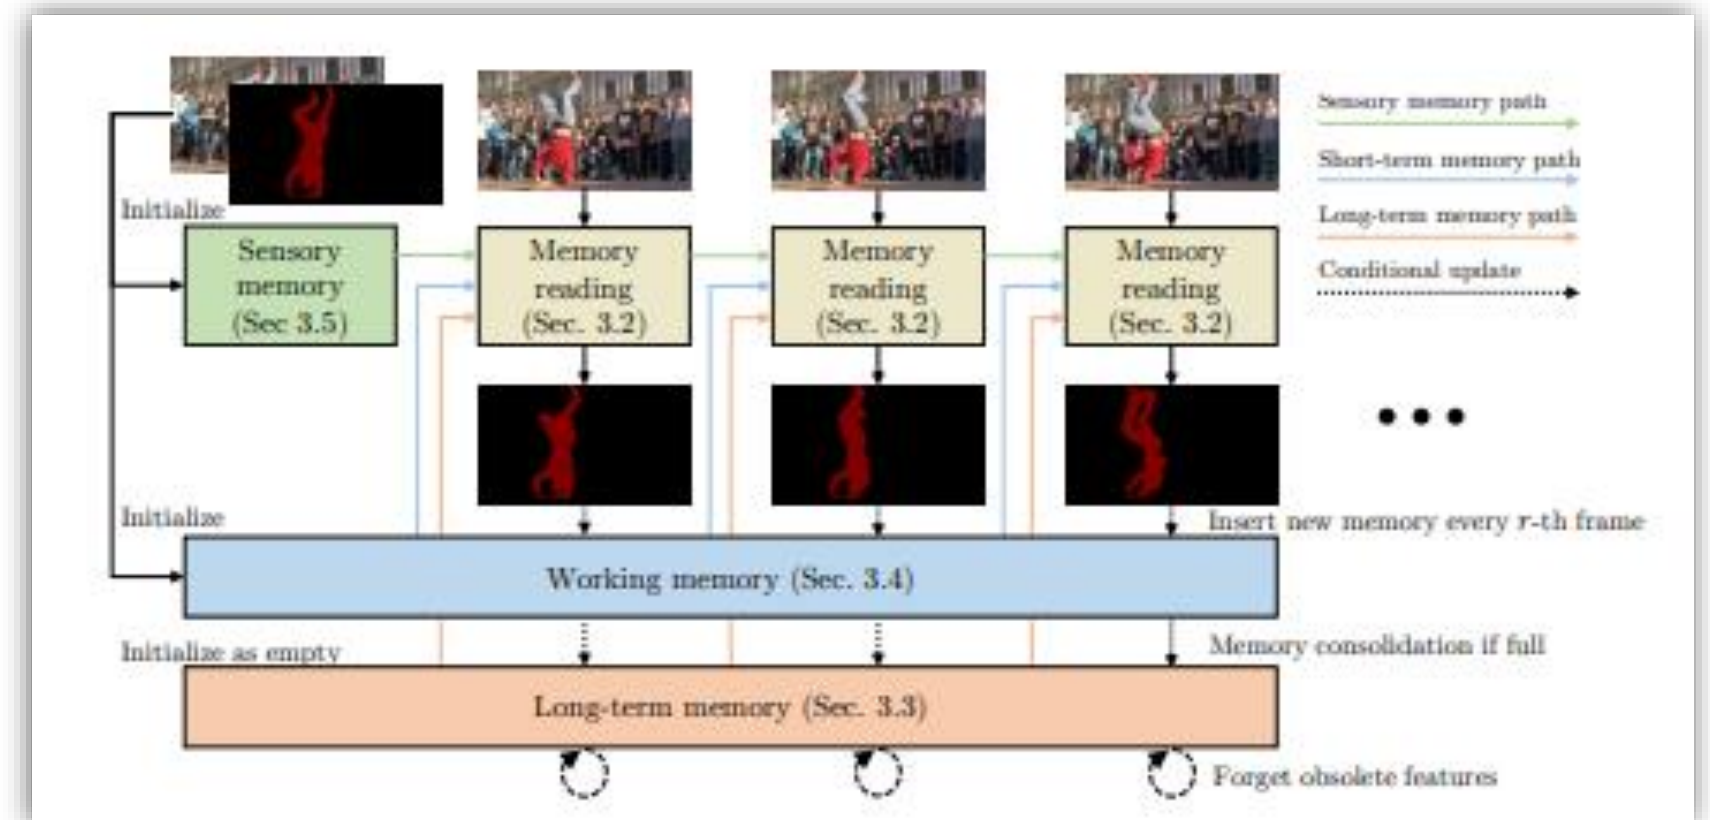 Sensory memory path
Short-term memory path
Long-term memory path
Conditional update
Initialize
Sensory
memory
(Sec 3.5)
Memory
reading
(Sec. 3.2)
Memory
reading
(Sec. 3.2)
Memory
reading
(Sec. 3.2)
Initialize
Insert new memory every r-th frame
Working memory (Sec. 3.4)
Initialize as empty
Memory consolidation if full
Long-term memory (Sec. 3.3)
Forget obsolete features